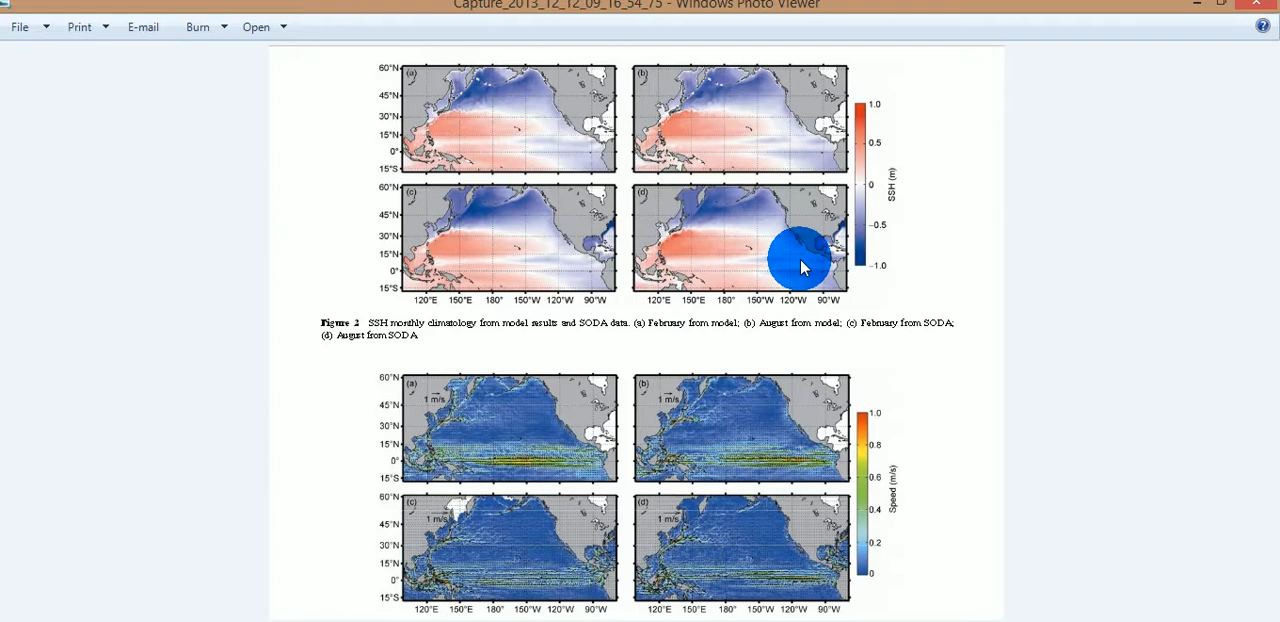 Capture_2013_12_12_09_16_54_75 - Windows Photo Viewer
File Print E-mail Burn Open
60°N (a) (b)
45°N
30°N 1.0
15°N
0° 0.5
15°S
60°N (c) (d) 0 SSH (m)
45°N -0.5
30°N
15°N -1.0
0°
15°S
120°E 150°E 180° 150°W 120°W 90°W 120°E 150°E 180° 150°W 120°W 90°W
Figure 2 SSH monthly climatology from model results and SODA data. (a) February from model; (b) August from model; (c) February from SODA;
(d) August from SODA
60°N (a) (b)
1 m/s 1 m/s
45°N 1.0
30°N
15°N 0.8
0°
15°S 0.6
60°N (c) (d) Speed (m/s)
1 m/s 1 m/s 0.4
45°N
30°N 0.2
15°N
0° 0
15°S
120°E 150°E 180° 150°W 120°W 90°W 120°E 150°E 180° 150°W 120°W 90°W